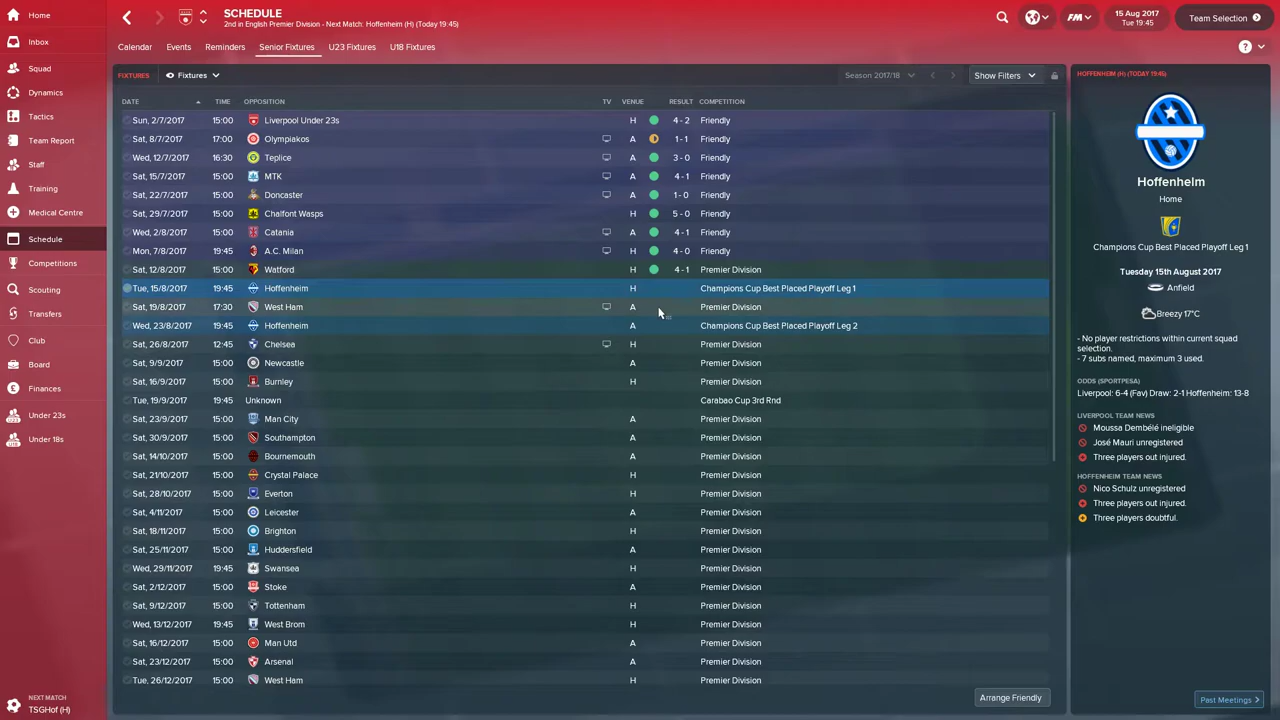 SCHEDULE
2nd in English Premier Division - Next Match: Hoffenheim (H) (Today 19:45)
FM
15 Aug 2017
Tue 19:45
Team Selection
Home
Inbox
Squad
Dynamics
Tactics
Team Report
Staff
Training
Medical Centre
Schedule
Competitions
Scouting
Transfers
Club
Board
Finances
Under 23s
Under 18s
NEXT MATCH
TSGHof (H)
Calendar Events Reminders Senior Fixtures U23 Fixtures U18 Fixtures
?
FIXTURES Fixtures Season 2017/18 Show Filters
DATE TIME OPPOSITION TV VENUE RESULT COMPETITION
Sun, 2/7/2017 15:00 Liverpool Under 23s H 4 - 2 Friendly
Sat, 8/7/2017 17:00 Olympiakos A 1 - 1 Friendly
Wed, 12/7/2017 16:30 Teplice A 3 - 0 Friendly
Sat, 15/7/2017 15:00 MTK A 4 - 1 Friendly
Sat, 22/7/2017 15:00 Doncaster A 1 - 0 Friendly
Sat, 29/7/2017 15:00 Chalfont Wasps H 5 - 0 Friendly
Wed, 2/8/2017 15:00 Catania A 4 - 1 Friendly
Mon, 7/8/2017 19:45 A.C. Milan H 4 - 0 Friendly
Sat, 12/8/2017 15:00 Watford H 4 - 1 Premier Division
Tue, 15/8/2017 19:45 Hoffenheim H Champions Cup Best Placed Playoff Leg 1
Sat, 19/8/2017 17:30 West Ham A Premier Division
Wed, 23/8/2017 19:45 Hoffenheim A Champions Cup Best Placed Playoff Leg 2
Sat, 26/8/2017 12:45 Chelsea H Premier Division
Sat, 9/9/2017 15:00 Newcastle A Premier Division
Sat, 16/9/2017 15:00 Burnley H Premier Division
Tue, 19/9/2017 19:45 Unknown Carabao Cup 3rd Rnd
Sat, 23/9/2017 15:00 Man City A Premier Division
Sat, 30/9/2017 15:00 Southampton A Premier Division
Sat, 14/10/2017 15:00 Bournemouth A Premier Division
Sat, 21/10/2017 15:00 Crystal Palace H Premier Division
Sat, 28/10/2017 15:00 Everton H Premier Division
Sat, 4/11/2017 15:00 Leicester A Premier Division
Sat, 18/11/2017 15:00 Brighton H Premier Division
Sat, 25/11/2017 15:00 Huddersfield A Premier Division
Wed, 29/11/2017 19:45 Swansea H Premier Division
Sat, 2/12/2017 15:00 Stoke A Premier Division
Sat, 9/12/2017 15:00 Tottenham H Premier Division
Wed, 13/12/2017 19:45 West Brom H Premier Division
Sat, 16/12/2017 15:00 Man Utd A Premier Division
Sat, 23/12/2017 15:00 Arsenal A Premier Division
Tue, 26/12/2017 15:00 West Ham H Premier Division
Arrange Friendly
HOFFENHEIM (H) (TODAY 19:45)
Hoffenheim
Home
Champions Cup Best Placed Playoff Leg 1
Tuesday 15th August 2017
Anfield
Breezy 17°C
- No player restrictions within current squad
selection.
- 7 subs named, maximum 3 used.
ODDS (SPORTPESA)
Liverpool: 6-4 (Fav) Draw: 2-1 Hoffenheim: 13-8
LIVERPOOL TEAM NEWS
Moussa Dembélé ineligible
José Mauri unregistered
Three players out injured.
HOFFENHEIM TEAM NEWS
Nico Schulz unregistered
Three players out injured.
Three players doubtful.
Past Meetings